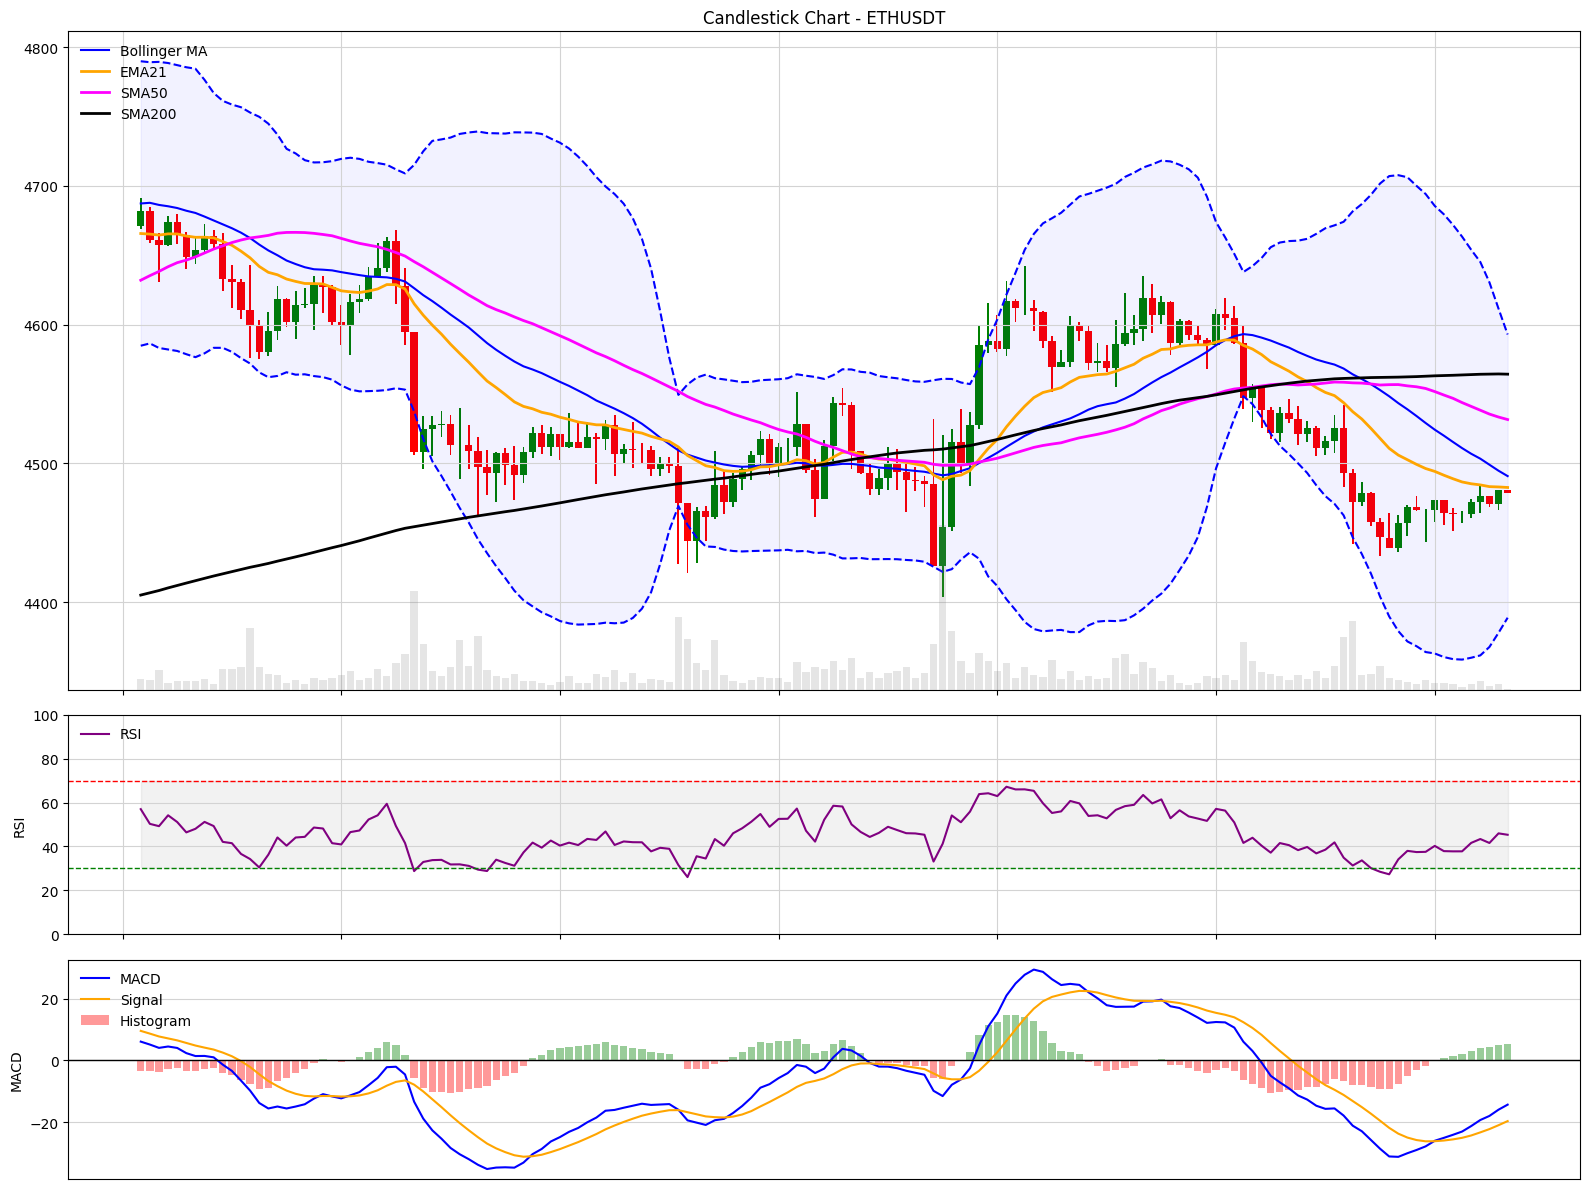 Candlestick Chart - ETHUSDT
4800
4700
4600
4500
4400
Bollinger MA
EMA21
SMA50
SMA200
100
80
60
40
20
0
RSI
RSI
20
0
−20
MACD
MACD
Signal
Histogram